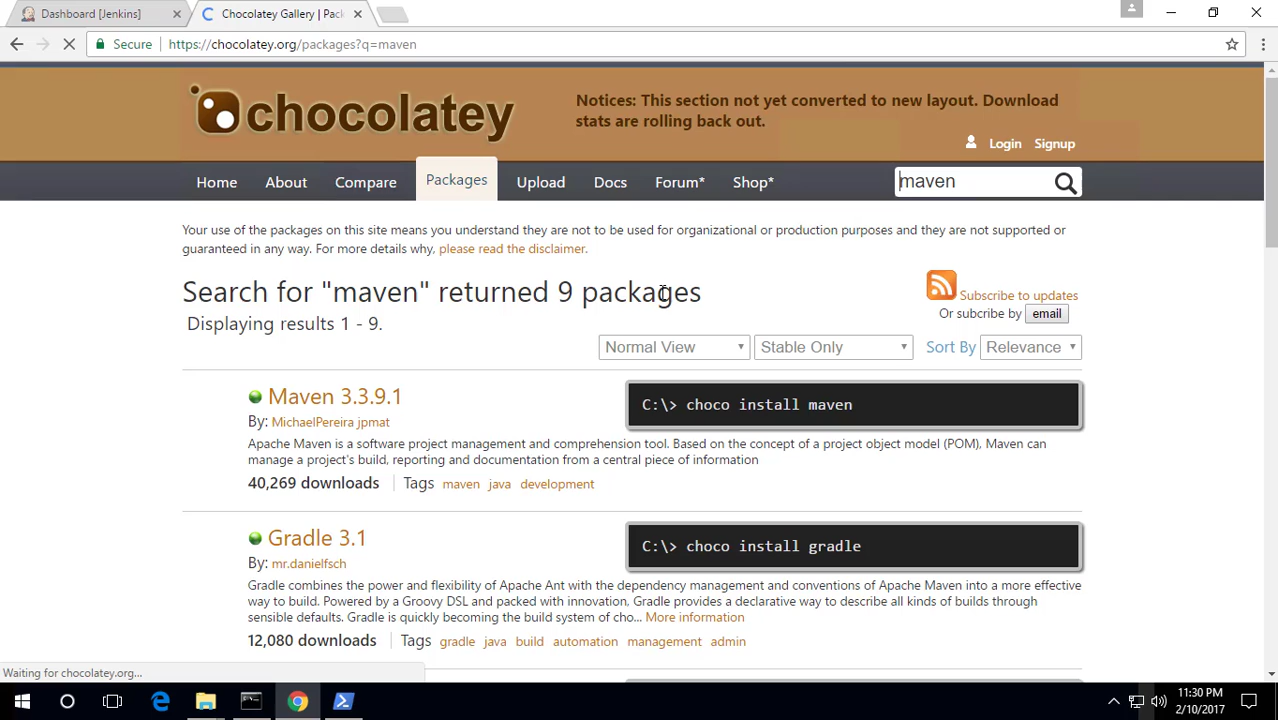 Dashboard [Jenkins]
Chocolatey Gallery | Pack
Secure
https://chocolatey.org/packages?q=maven
chocolatey
Notices: This section not yet converted to new layout. Download
stats are rolling back out.
Login Signup
Home About Compare Packages Upload Docs Forum* Shop*
maven
Your use of the packages on this site means you understand they are not to be used for organizational or production purposes and they are not supported or
guaranteed in any way. For more details why, please read the disclaimer.
Search for "maven" returned 9 packages
Displaying results 1 - 9.
Subscribe to updates
Or subcribe by email
Normal View Stable Only Sort By Relevance
Maven 3.3.9.1
C:\> choco install maven
By: MichaelPereira jpmat
Apache Maven is a software project management and comprehension tool. Based on the concept of a project object model (POM), Maven can
manage a project's build, reporting and documentation from a central piece of information
40,269 downloads Tags maven java development
Gradle 3.1
C:\> choco install gradle
By: mr.danielfsch
Gradle combines the power and flexibility of Apache Ant with the dependency management and conventions of Apache Maven into a more effective
way to build. Powered by a Groovy DSL and packed with innovation, Gradle provides a declarative way to describe all kinds of builds through
sensible defaults. Gradle is quickly becoming the build system of cho... More information
12,080 downloads Tags gradle java build automation management admin
Waiting for chocolatey.org...
11:30 PM
2/10/2017